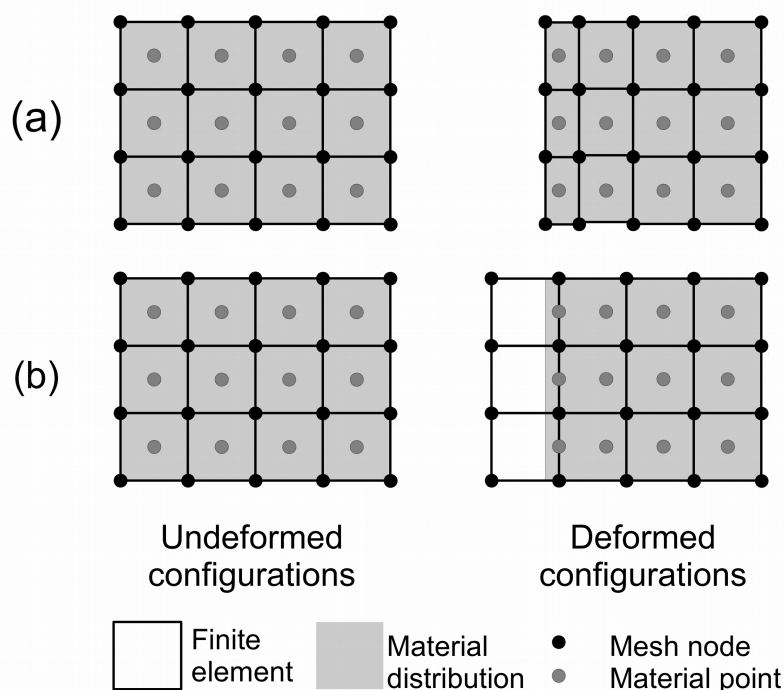 (a)
(b)
Undeformed
configurations
Deformed
configurations
Finite
element
Material
distribution
Mesh node
Material point